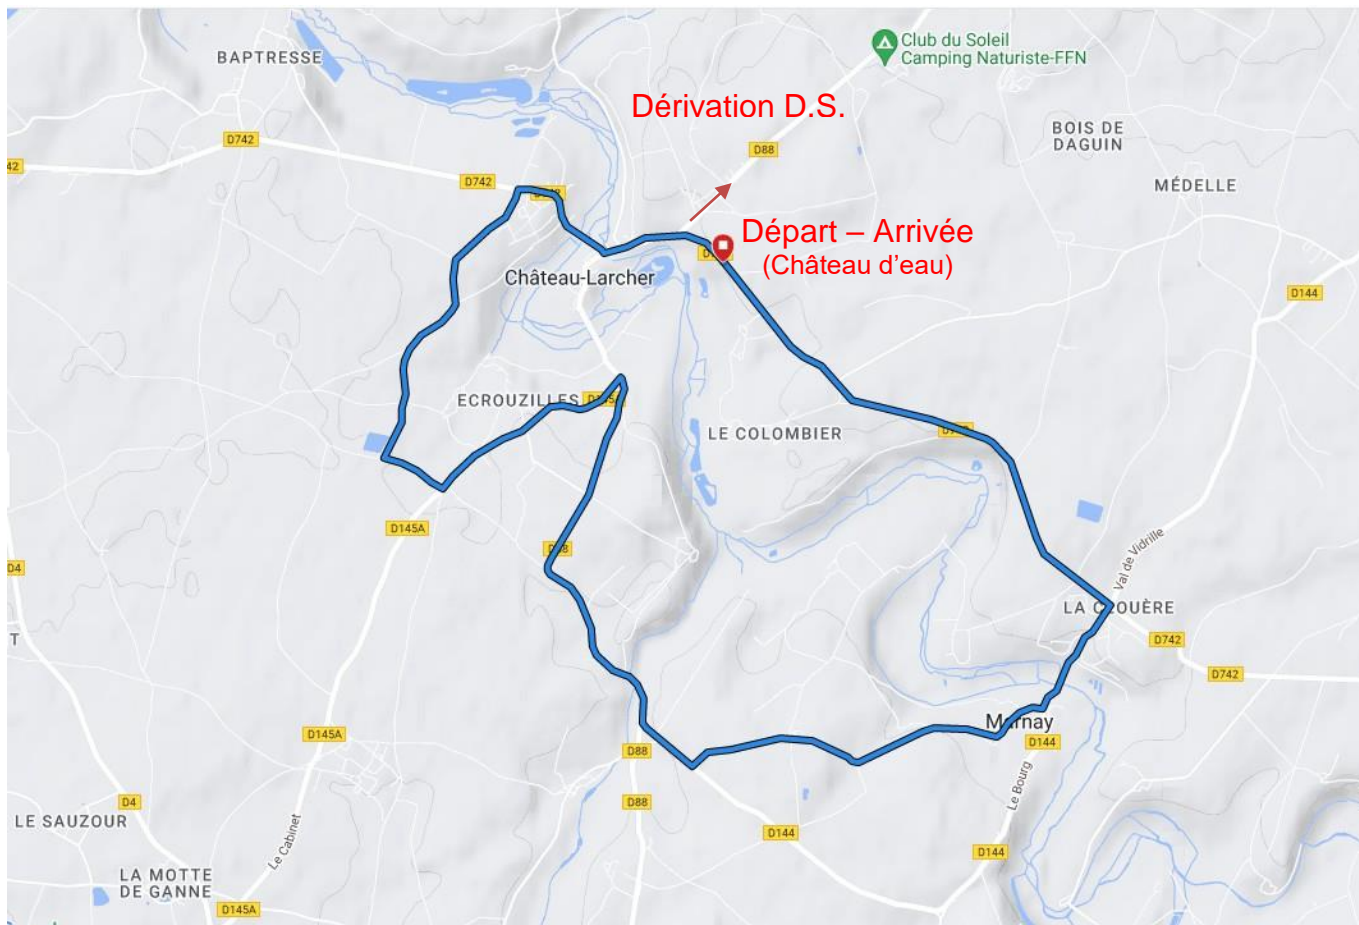 Club du Soleil
Camping Naturiste-FFN
BAPTRESSE
Dérivation D.S.
BOIS DE
DAGUIN
D742
D88
42
D742
MÉDELLE
Départ – Arrivée
(Château d'eau)
Château-Larcher
D144
ECROUZILLES
LE COLOMBIER
D145A
Val de Vidrille
D4
LA CLOUÈRE
T
D742
D742
Marnay
D145A
D144
D88
Le Bourg
D88
D4
LE SAUZOUR
Le Cabinet
D144
D144
LA MOTTE
DE GANNE
D145A